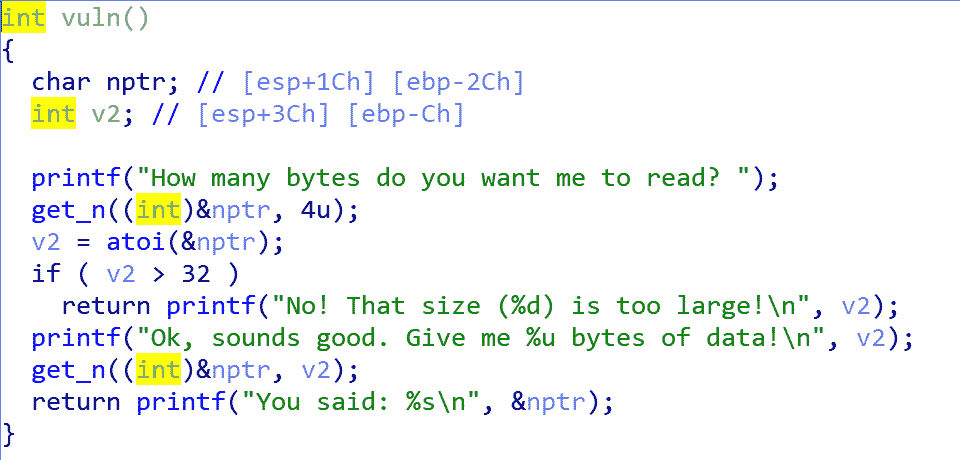 int vuln()
{
  char nptr; // [esp+1Ch] [ebp-2Ch]
  int v2; // [esp+3Ch] [ebp-Ch]

  printf("How many bytes do you want me to read? ");
  get_n((int)&nptr, 4u);
  v2 = atoi(&nptr);
  if ( v2 > 32 )
    return printf("No! That size (%d) is too large!\n", v2);
  printf("Ok, sounds good. Give me %u bytes of data!\n", v2);
  get_n((int)&nptr, v2);
  return printf("You said: %s\n", &nptr);
}